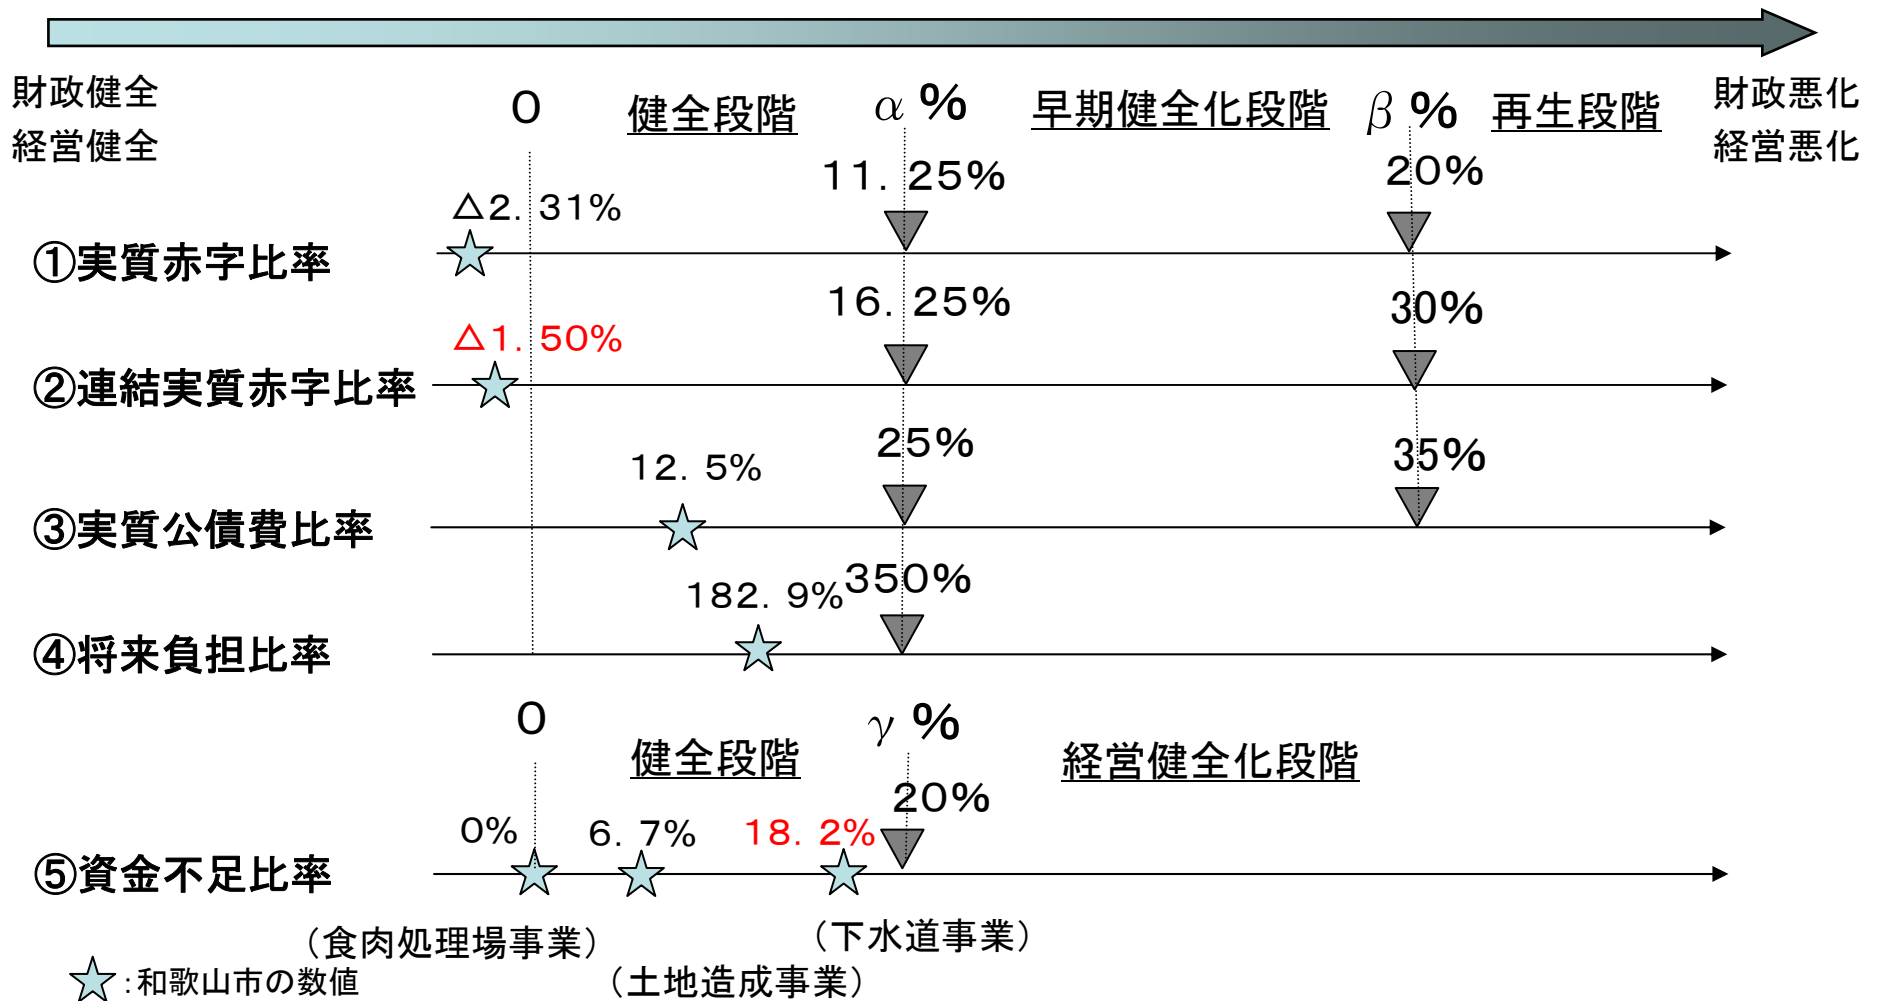 財政健全
経営健全
0 健全段階 α% 早期健全化段階 β% 再生段階
財政悪化
経営悪化
11.25% 20%
△2.31%
①実質赤字比率
16.25% 30%
△1.50%
②連結実質赤字比率
25% 35%
12.5%
③実質公債費比率
350%
182.9%
④将来負担比率
0 健全段階 γ% 経営健全化段階
20%
0% 6.7% 18.2%
⑤資金不足比率
(食肉処理場事業) (下水道事業)
(土地造成事業)
:和歌山市の数値